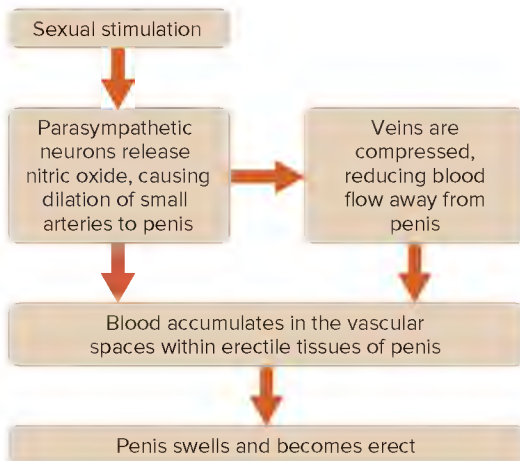 Sexual stimulation
Parasympathetic
neurons release
nitric oxide, causing
dilation of small
arteries to penis
Veins are
compressed,
reducing blood
flow away from
penis
Blood accumulates in the vascular
spaces within erectile tissues of penis
Penis swells and becomes erect